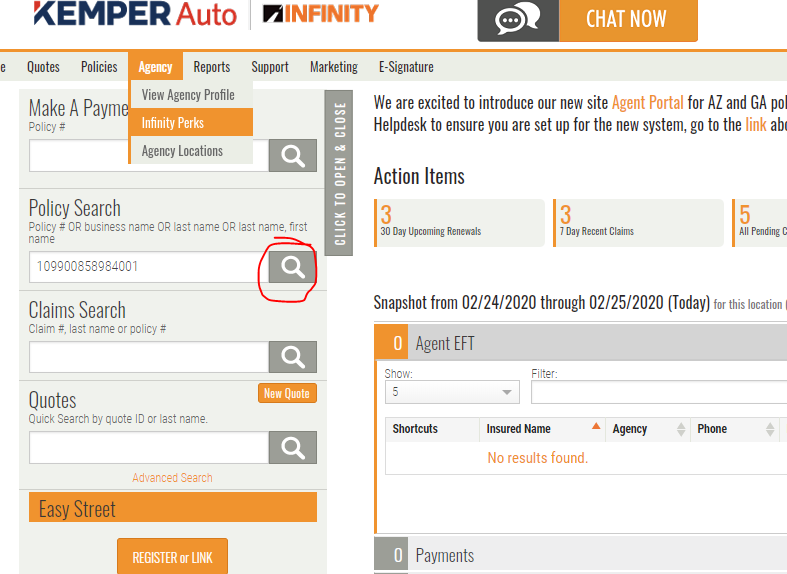 KEMPER Auto
INFINITY
CHAT NOW
e Quotes Policies Agency Reports Support Marketing E-Signature
View Agency Profile
Infinity Perks
Agency Locations
Make A Payme
Policy #
Policy Search
Policy # OR business name OR last name OR last name, first
name
109900858984001
Claims Search
Claim #, last name or policy #
Quotes
New Quote
Quick Search by quote ID or last name.
Advanced Search
Easy Street
REGISTER or LINK
CLICK TO OPEN & CLOSE
We are excited to introduce our new site Agent Portal for AZ and GA pol
Helpdesk to ensure you are set up for the new system, go to the link abo
Action Items
3
30 Day Upcoming Renewals
3
7 Day Recent Claims
5
All Pending C
Snapshot from 02/24/2020 through 02/25/2020 (Today) for this location (
0 Agent EFT
Show:
5
Filter:
Shortcuts Insured Name Agency Phone
No results found.
0 Payments